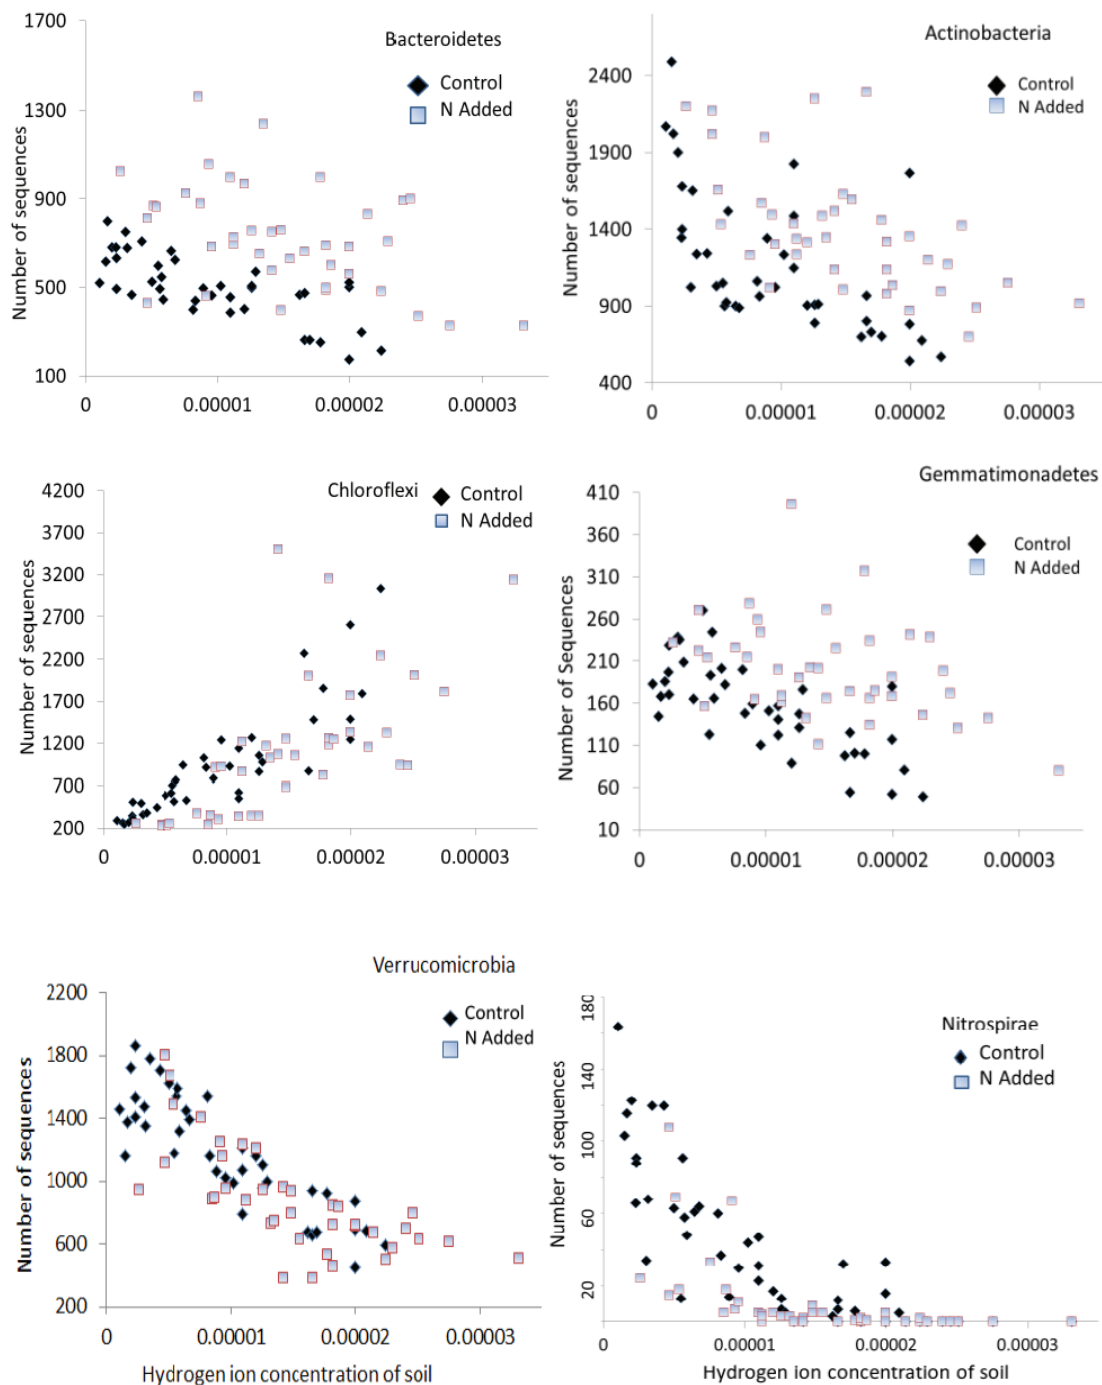 Bacteroidetes
Control
N Added
Number of sequences
1700
1300
900
500
100
0
0.00001
0.00002
0.00003
Actinobacteria
Control
N Added
Number of sequences
2400
1900
1400
900
400
0
0.00001
0.00002
0.00003
Chloroflexi
Control
N Added
Number of sequences
4200
3700
3200
2700
2200
1700
1200
700
200
0
0.00001
0.00002
0.00003
Gemmatimonadetes
Control
N Added
Number of Sequences
410
360
310
260
210
160
110
60
10
0
0.00001
0.00002
0.00003
Verrucomicrobia
Control
N Added
Number of sequences
2200
1800
1400
1000
600
200
0
0.00001
0.00002
0.00003
Hydrogen ion concentration of soil
Nitrospirae
Control
N Added
Number of sequences
180
140
100
60
20
0
0.00001
0.00002
0.00003
Hydrogen ion concentration of soil